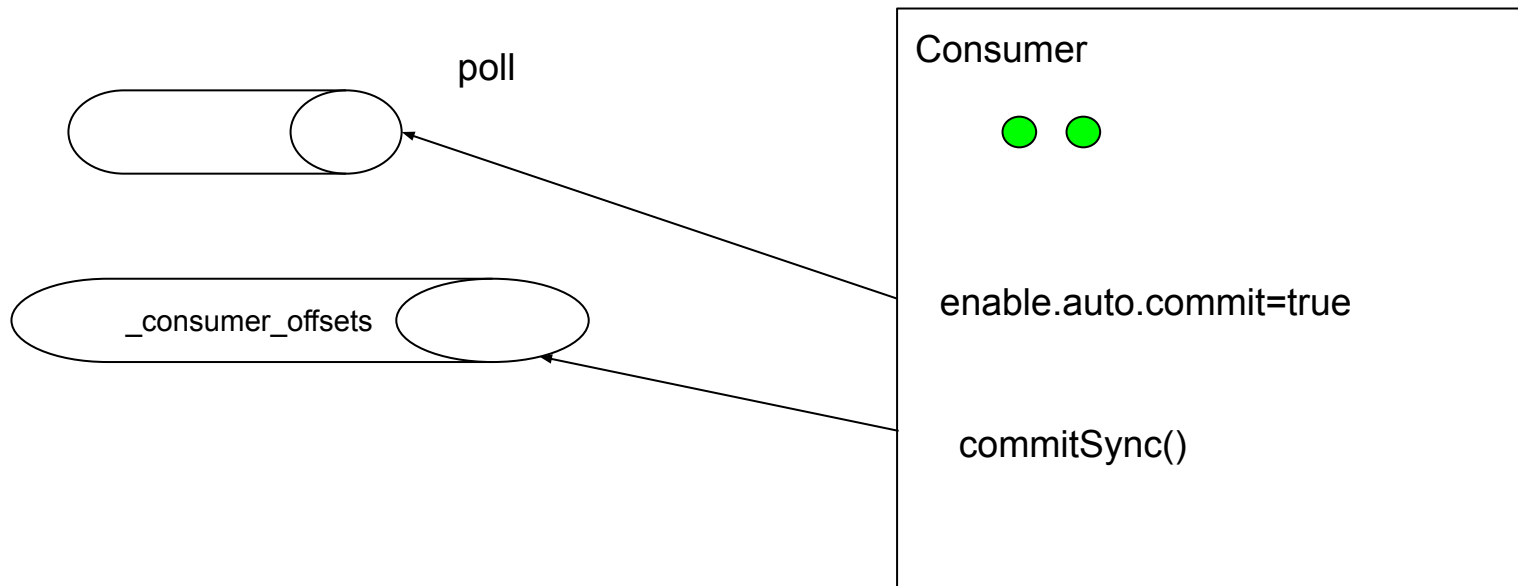 poll
Consumer
_consumer_offsets
enable.auto.commit=true
commitSync()